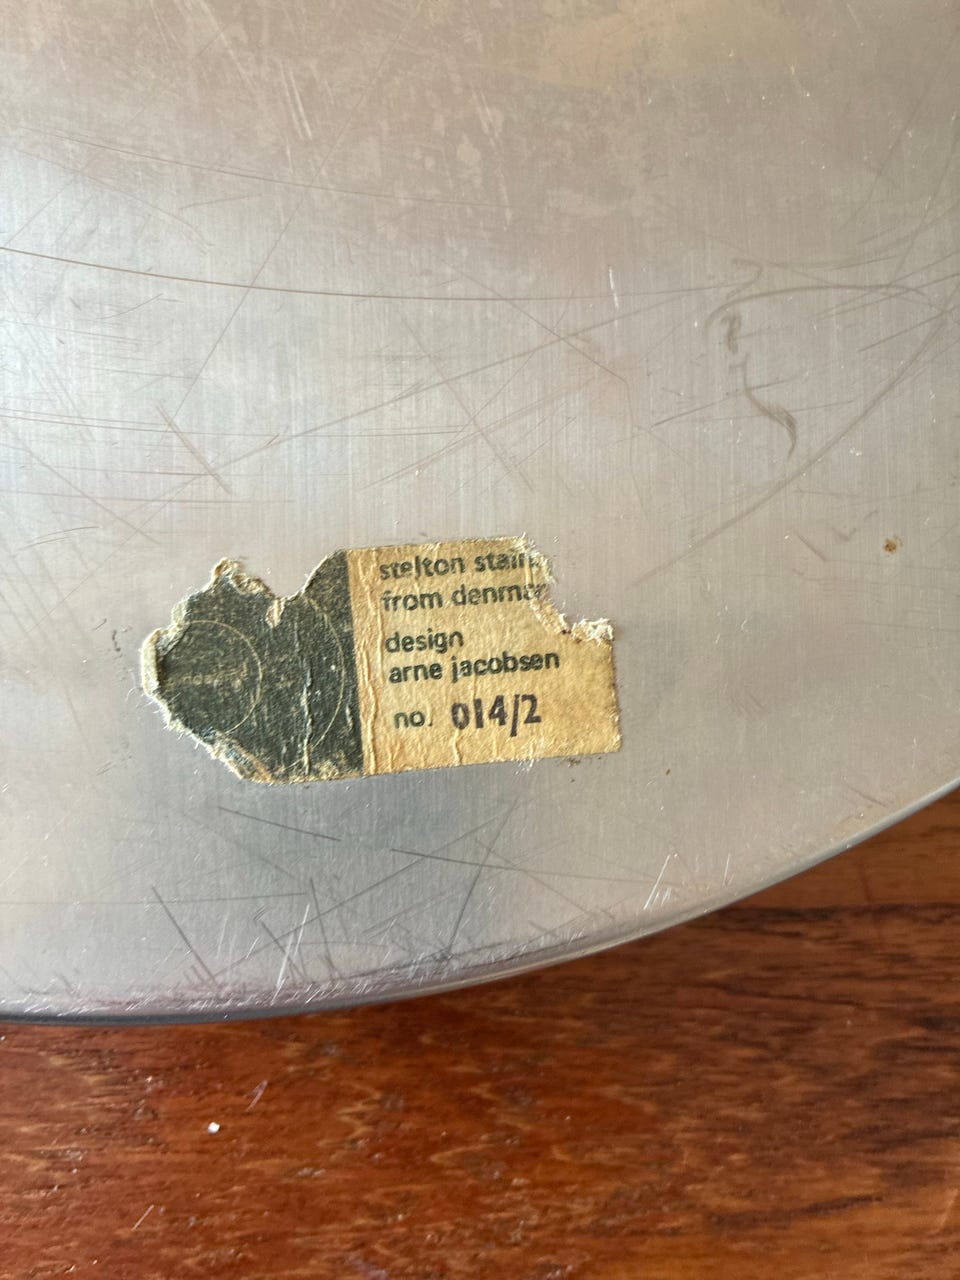 stelton stain
from denmar
design
arne jacobsen
no. 014/2